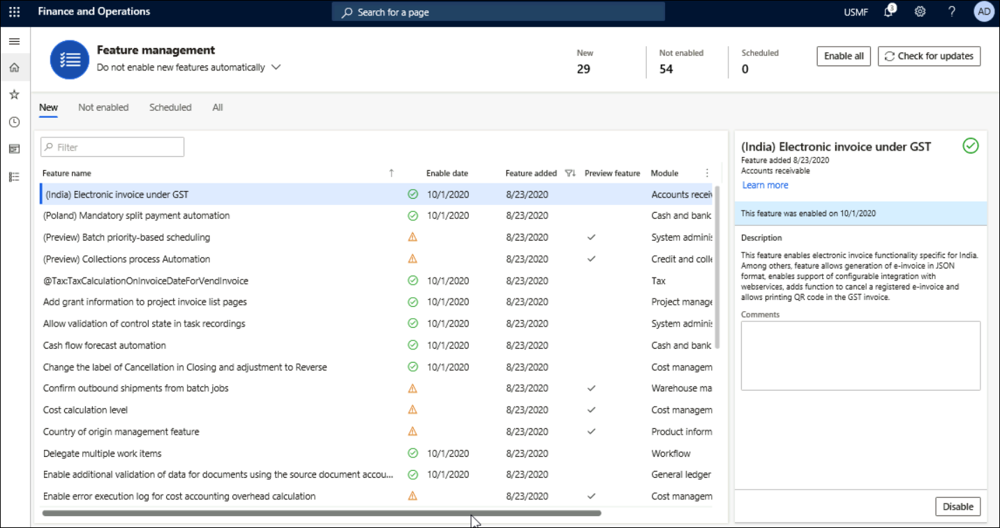 Finance and Operations
Search for a page
USMF
3
?
AD
Feature management
Do not enable new features automatically
New
29
Not enabled
54
Scheduled
0
Enable all
Check for updates
New Not enabled Scheduled All
Filter
Feature name Enable date Feature added Preview feature Module
(India) Electronic invoice under GST 10/1/2020 8/23/2020 Accounts receiv
(Poland) Mandatory split payment automation 10/1/2020 8/23/2020 Cash and bank
(Preview) Batch priority-based scheduling 8/23/2020 System adminis
(Preview) Collections process Automation 8/23/2020 Credit and colle
@Tax:TaxCalculationOnInvoiceDateForVendInvoice 10/1/2020 8/23/2020 Tax
Add grant information to project invoice list pages 10/1/2020 8/23/2020 Project manage
Allow validation of control state in task recordings 10/1/2020 8/23/2020 System adminis
Cash flow forecast automation 10/1/2020 8/23/2020 Cash and bank
Change the label of Cancellation in Closing and adjustment to Reverse 10/1/2020 8/23/2020 Cost managem
Confirm outbound shipments from batch jobs 8/23/2020 Warehouse ma
Cost calculation level 8/23/2020 Cost managem
Country of origin management feature 8/23/2020 Product inform
Delegate multiple work items 10/1/2020 8/23/2020 Workflow
Enable additional validation of data for documents using the source document accou... 10/1/2020 8/23/2020 General ledger
Enable error execution log for cost accounting overhead calculation 8/23/2020 Cost managem
(India) Electronic invoice under GST
Feature added 8/23/2020
Accounts receivable
Learn more
This feature was enabled on 10/1/2020
Description
This feature enables electronic invoice functionality specific for India.
Among others, feature allows generation of e-invoice in JSON
format, enables support of configurable integration with
webservices, adds function to cancel a registered e-invoice and
allows printing QR code in the GST invoice.
Comments
Disable